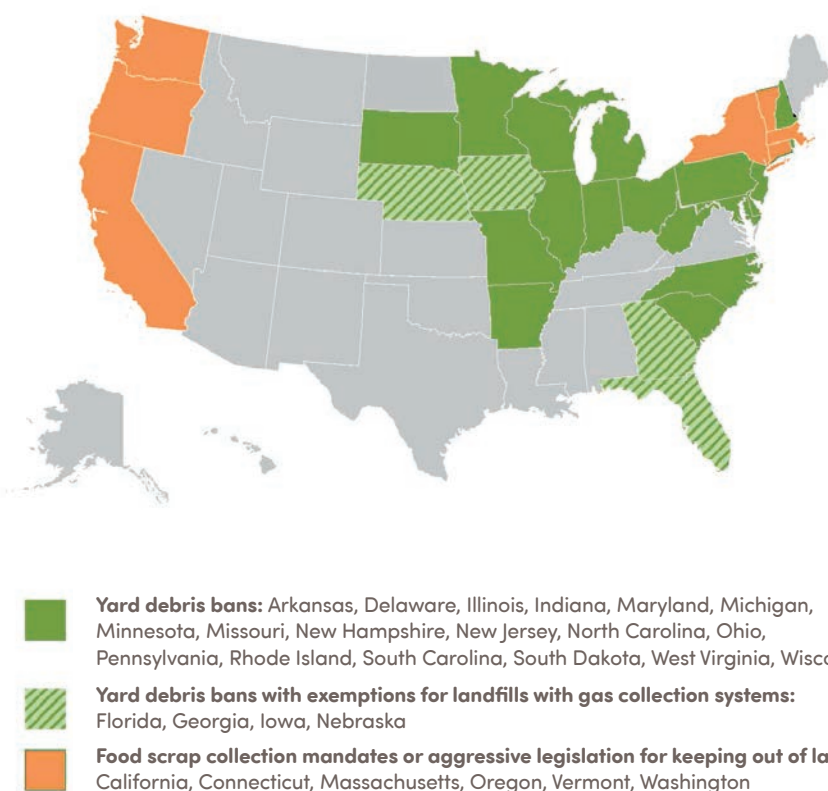 Yard debris bans: Arkansas, Delaware, Illinois, Indiana, Maryland, Michigan,
Minnesota, Missouri, New Hampshire, New Jersey, North Carolina, Ohio,
Pennsylvania, Rhode Island, South Carolina, South Dakota, West Virginia,
Yard debris bans with exemptions for landfills with gas collection systems:
Florida, Georgia, Iowa, Nebraska
Food scrap collection mandates or aggressive legislation for keeping out of
California, Connecticut, Massachusetts, Oregon, Vermont, Washington